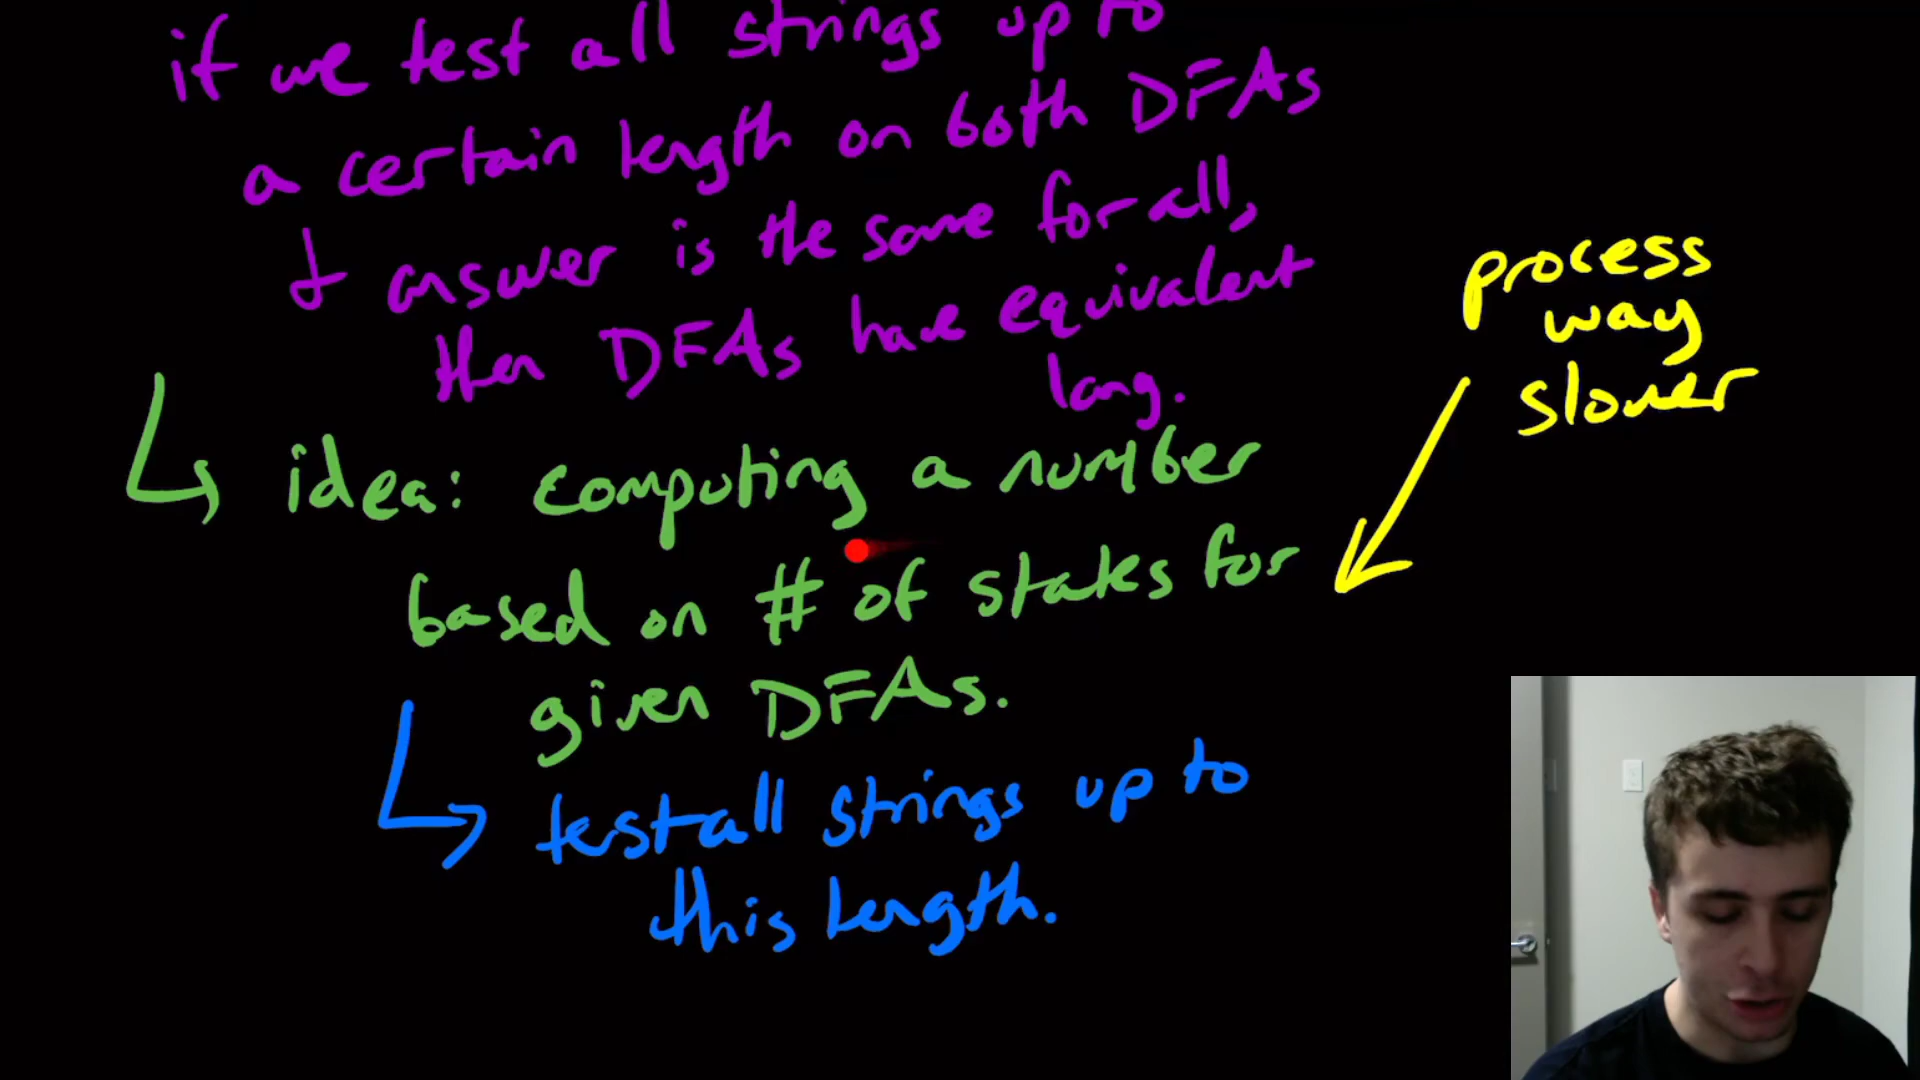 if we test all strings up to
a certain length on both DFAs
& answer is the same for all,
then DFAs have equivalent
lang.
process
way
slower
idea: computing a number
based on # of states for
given DFAs.
test all strings up to
this length.